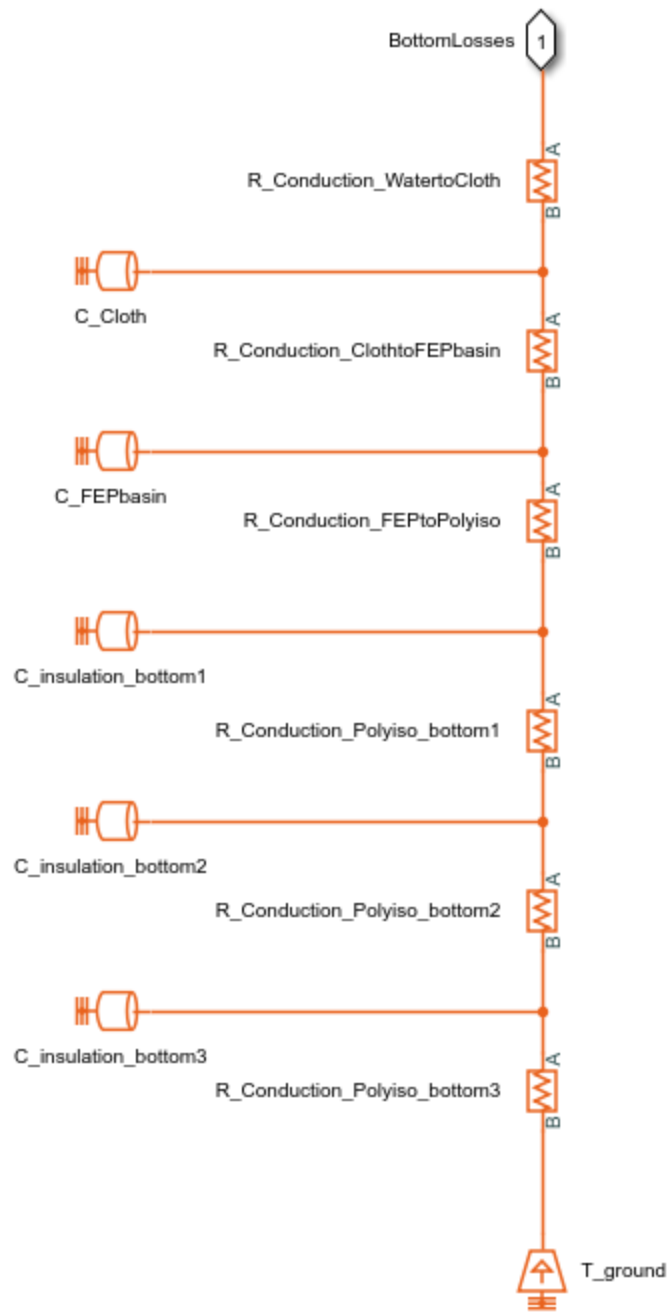 BottomLosses
1
A
R_Conduction_WatertoCloth
B
C_Cloth
A
R_Conduction_ClothtoFEPbasin
B
C_FEPbasin
A
R_Conduction_FEPtoPolyiso
B
C_insulation_bottom1
A
R_Conduction_Polyiso_bottom1
B
C_insulation_bottom2
A
R_Conduction_Polyiso_bottom2
B
C_insulation_bottom3
A
R_Conduction_Polyiso_bottom3
B
T_ground